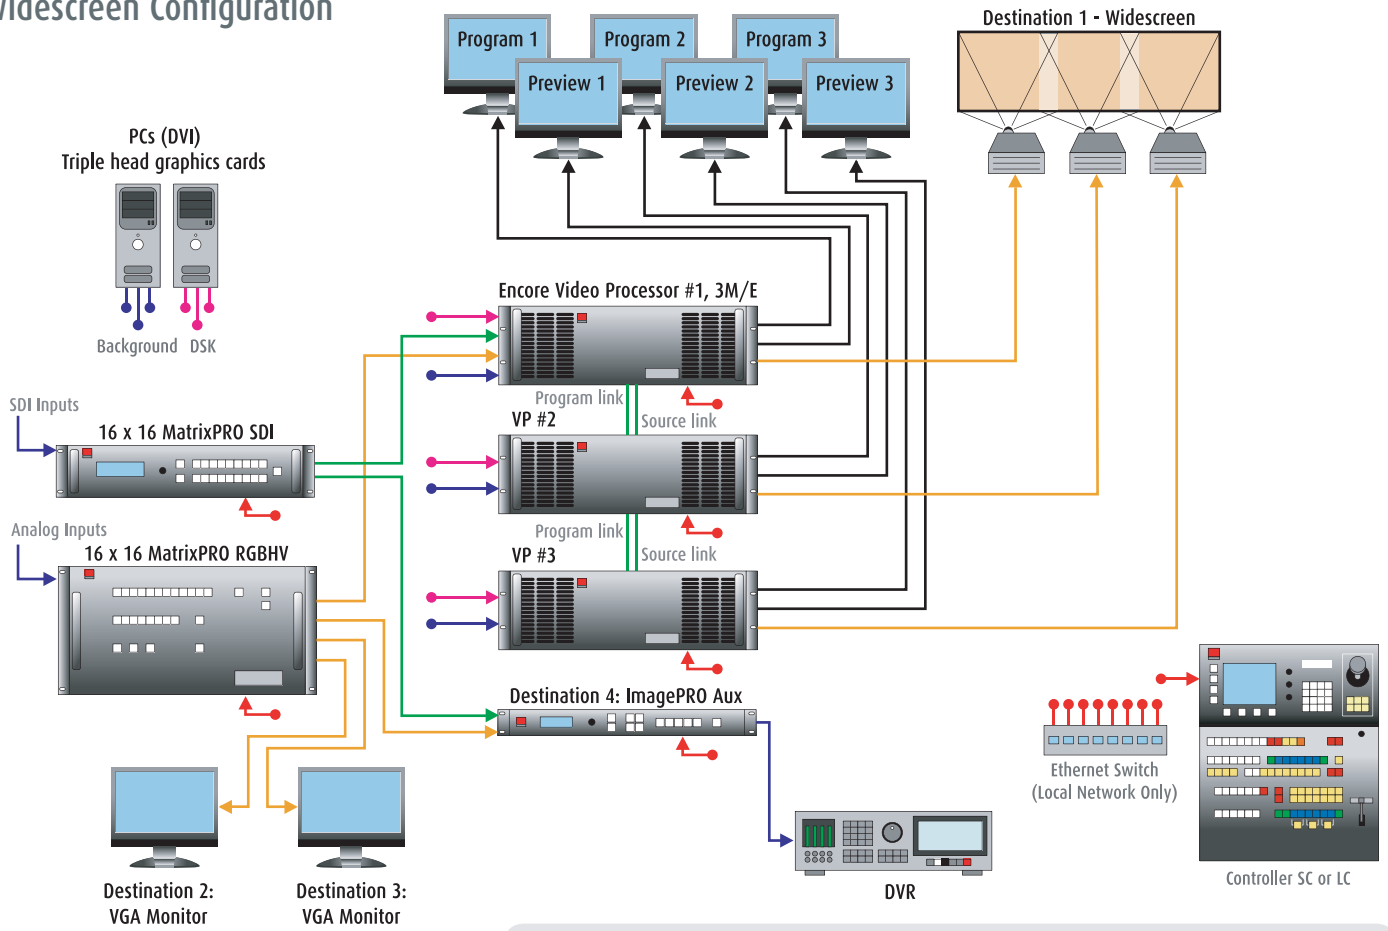 Widescreen Configuration
Program 1
Program 2
Program 3
Preview 1
Preview 2
Preview 3
Destination 1 - Widescreen
PCs (DVI)
Triple head graphics cards
Background
DSK
Encore Video Processor #1, 3M/E
Program link
Source link
SDI Inputs
16 x 16 MatrixPRO SDI
VP #2
Analog Inputs
16 x 16 MatrixPRO RGBHV
Program link
Source link
VP #3
Destination 4: ImagePRO Aux
Ethernet Switch
(Local Network Only)
Controller SC or LC
DVR
Destination 2:
VGA Monitor
Destination 3:
VGA Monitor